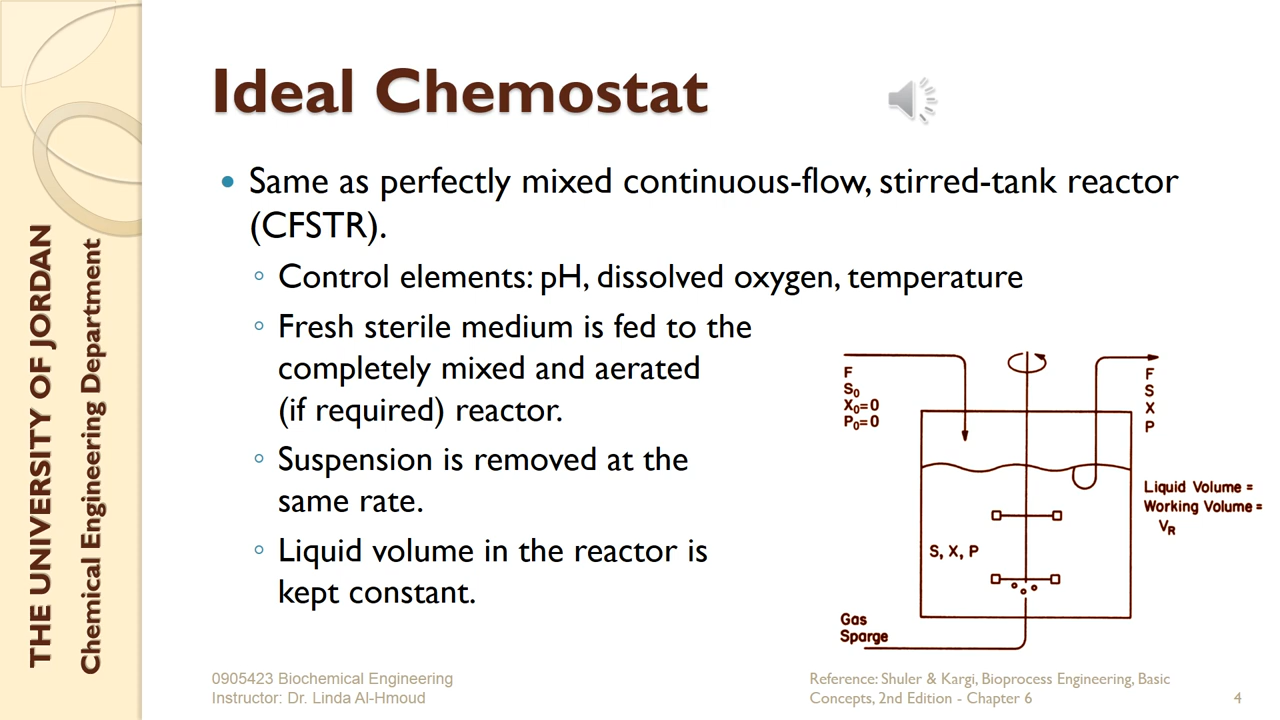 THE UNIVERSITY OF JORDAN
Chemical Engineering Department
Ideal Chemostat
• Same as perfectly mixed continuous-flow, stirred-tank reactor
(CFSTR).
◦ Control elements: pH, dissolved oxygen, temperature
◦ Fresh sterile medium is fed to the
completely mixed and aerated
(if required) reactor.
◦ Suspension is removed at the
same rate.
◦ Liquid volume in the reactor is
kept constant.
F
S₀
X₀=0
P₀=0
F
S
X
P
Liquid Volume =
Working Volume =
V_R
S, X, P
Gas
Sparge
0905423 Biochemical Engineering
Instructor: Dr. Linda Al-Hmoud
Reference: Shuler & Kargi, Bioprocess Engineering, Basic
Concepts, 2nd Edition - Chapter 6
4